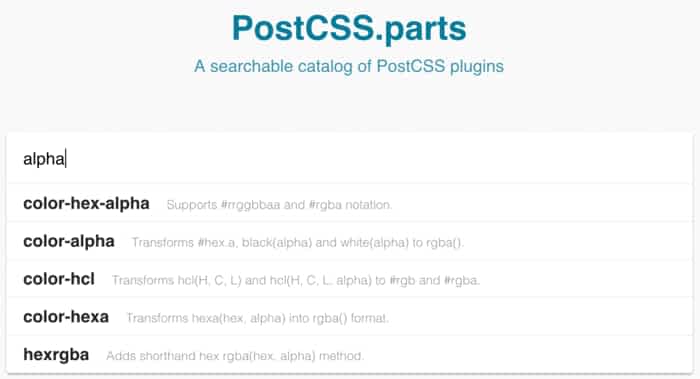 PostCSS.parts
A searchable catalog of PostCSS plugins
alpha
color-hex-alpha Supports #rrggbbaa and #rgba notation.
color-alpha Transforms #hex.a, black(alpha) and white(alpha) to rgba().
color-hcl Transforms hcl(H, C, L) and hcl(H, C, L, alpha) to #rgb and #rgba.
color-hexa Transforms hexa(hex, alpha) into rgba() format.
hexrgba Adds shorthand hex rgba(hex, alpha) method.